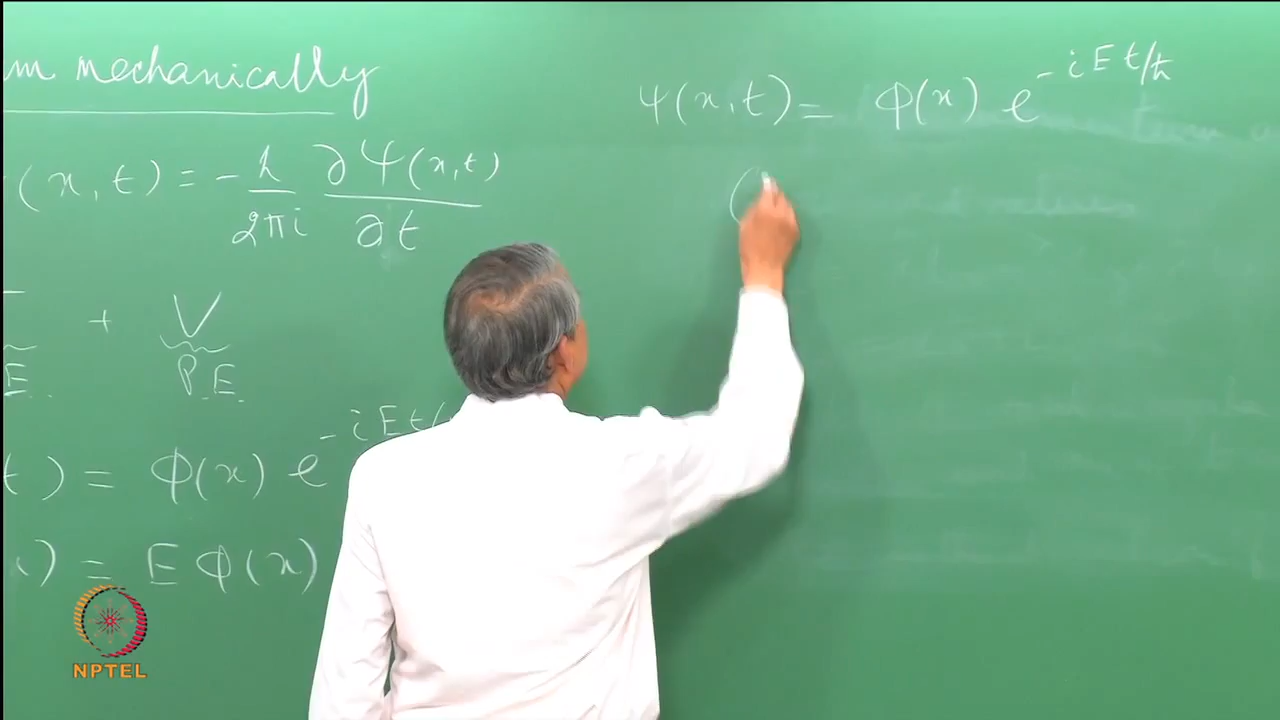 m mechanically
(x,t) = - h/2πi ∂Ψ(x,t)/∂t
+ V
E. P.E.
t) = Φ(x) e^-iEt/
x) = E Φ(x)
Ψ(x,t) = Φ(x) e^-iEt/ħ
(
NPTEL